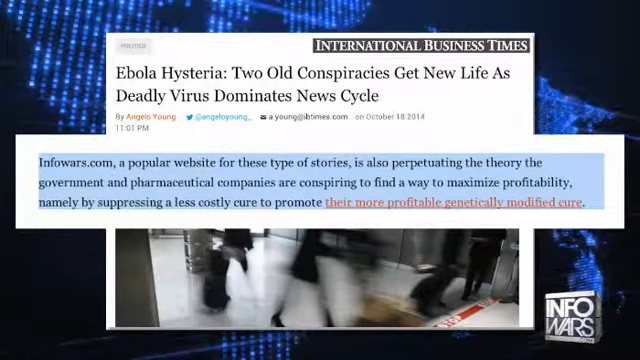 POLITICS
INTERNATIONAL BUSINESS TIMES
Ebola Hysteria: Two Old Conspiracies Get New Life As
Deadly Virus Dominates News Cycle
By Angelo Young @angeloyoung_ a.young@ibtimes.com on October 18 2014
11:01 PM
Infowars.com, a popular website for these type of stories, is also perpetuating the theory the
government and pharmaceutical companies are conspiring to find a way to maximize profitability,
namely by suppressing a less costly cure to promote their more profitable genetically modified cure.
INFO
WARS
.COM